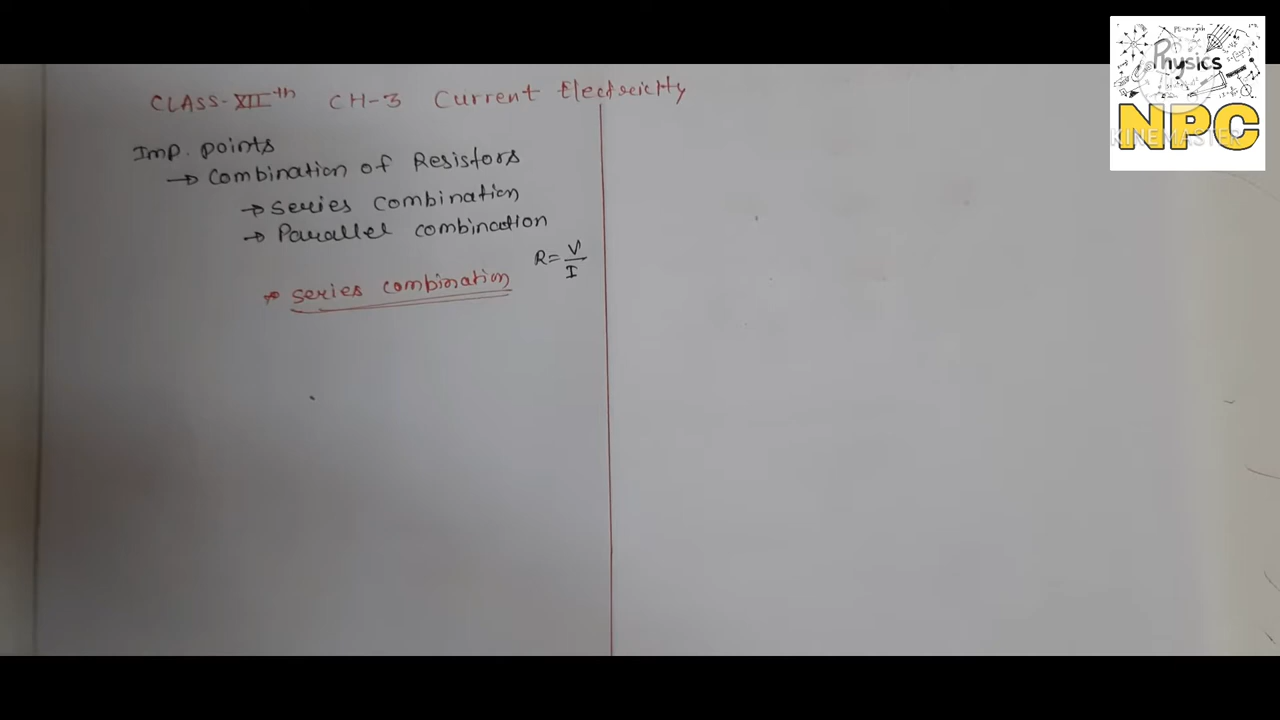 CLASS-XIIth CH-3 Current Electricity
Imp. points
→ Combination of Resistors
→ Series combination
→ Parallel combination
R = V/I
* series combination
Physics
NPC
KINEMASTER